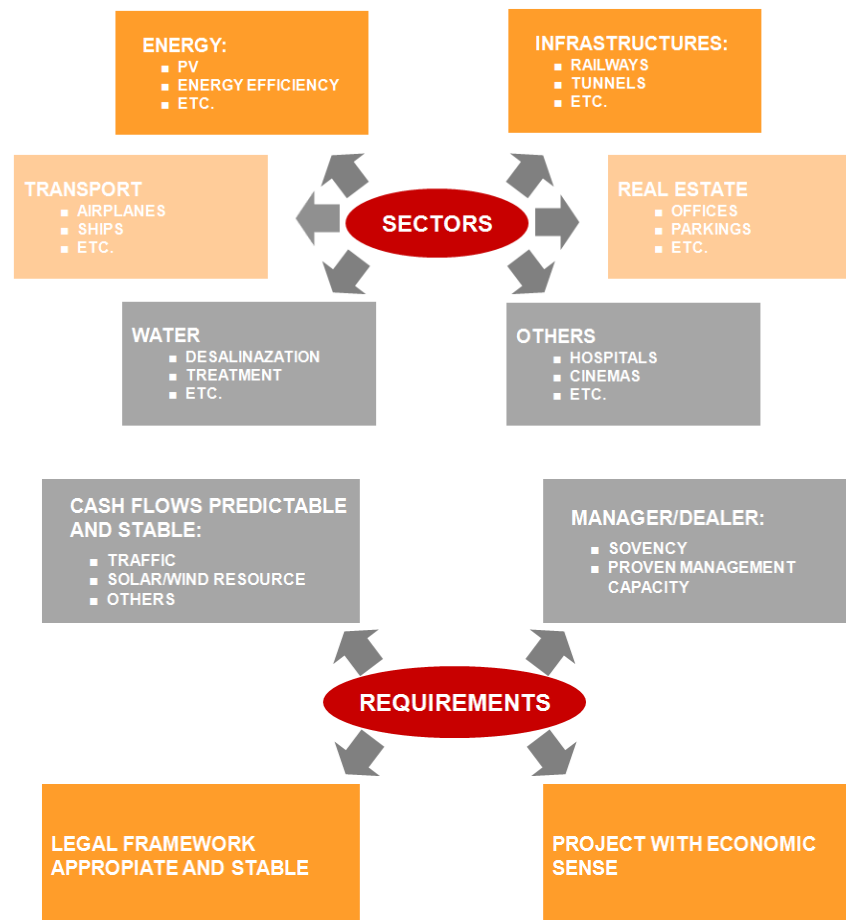 ENERGY:
■ PV
■ ENERGY EFFICIENCY
■ ETC.
INFRASTRUCTURES:
■ RAILWAYS
■ TUNNELS
■ ETC.
TRANSPORT
■ AIRPLANES
■ SHIPS
■ ETC.
SECTORS
REAL ESTATE
■ OFFICES
■ PARKINGS
■ ETC.
WATER
■ DESALINAZATION
■ TREATMENT
■ ETC.
OTHERS
■ HOSPITALS
■ CINEMAS
■ ETC.
CASH FLOWS PREDICTABLE
AND STABLE:
■ TRAFFIC
■ SOLAR/WIND RESOURCE
■ OTHERS
MANAGER/DEALER:
■ SOVENCY
■ PROVEN MANAGEMENT
CAPACITY
REQUIREMENTS
LEGAL FRAMEWORK
APPROPIATE AND STABLE
PROJECT WITH ECONOMIC
SENSE